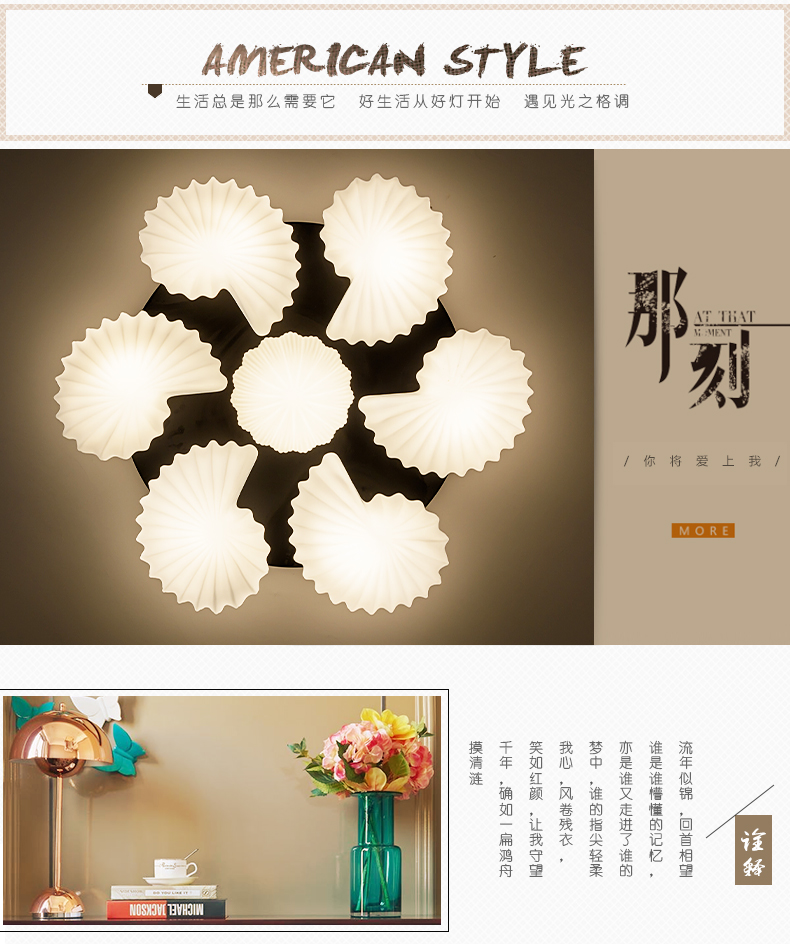 AMERICAN STYLE
生活总是那么需要它 好生活从好灯开始 遇见光之格调
那刻
AT THAT
MOMENT
/ 你将爱上我 /
MORE
诠释
流年似锦，回首相望
谁是谁懵懂的记忆，
亦是谁又走进了谁的
梦中，谁的指尖轻柔
我心，风卷残衣，
笑如红颜，让我守望
千年，确如一扁鸿舟
摸清涟
DO YOU LIKE IT
MICHAEL JACKSON